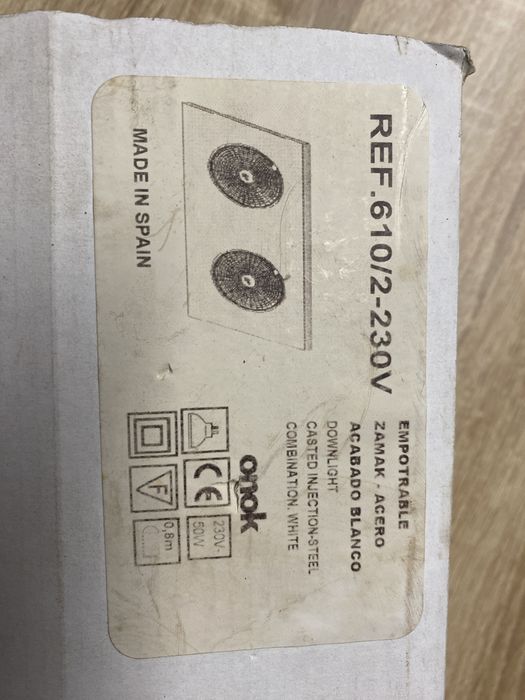 REF.610/2-230V
MADE IN SPAIN
EMPOTRABLE
ZAMAK - ACERO
ACABADO BLANCO
DOWNLIGHT
CASTED INJECTION-STEEL
COMBINATION. WHITE
onok
CE
230V-
50W
F
0,8m